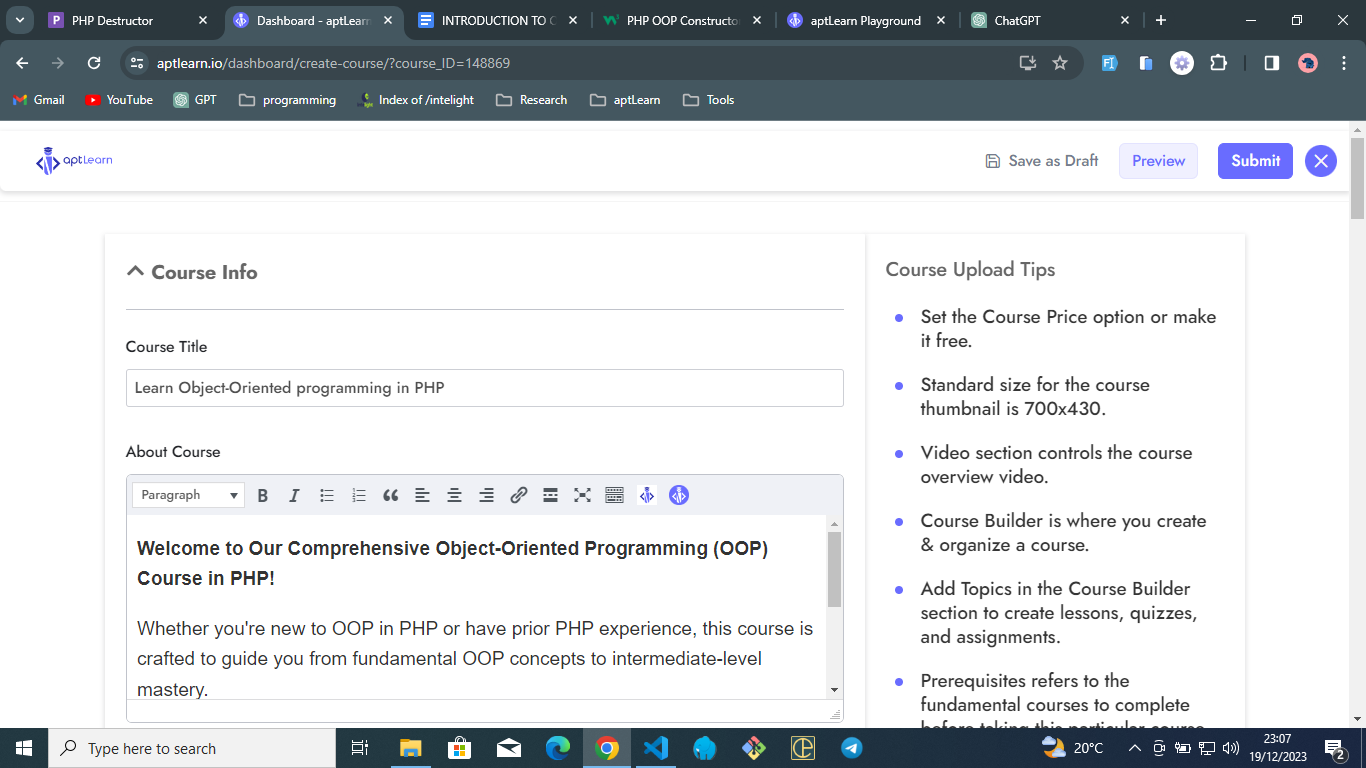 PHP Destructor
Dashboard - aptLearn
INTRODUCTION TO
PHP OOP Constructo
aptLearn Playground
ChatGPT
aptlearn.io/dashboard/create-course/?course_ID=148869
Gmail
YouTube
GPT
programming
Index of /intelight
Research
aptLearn
Tools
aptLearn
Save as Draft
Preview
Submit
Course Info
Course Title
Learn Object-Oriented programming in PHP
About Course
Paragraph
Welcome to Our Comprehensive Object-Oriented Programming (OOP)
Course in PHP!
Whether you're new to OOP in PHP or have prior PHP experience, this course is
crafted to guide you from fundamental OOP concepts to intermediate-level
mastery.
Course Upload Tips
Set the Course Price option or make
it free.
Standard size for the course
thumbnail is 700x430.
Video section controls the course
overview video.
Course Builder is where you create
& organize a course.
Add Topics in the Course Builder
section to create lessons, quizzes,
and assignments.
Prerequisites refers to the
fundamental courses to complete
before taking this particular course
Type here to search
20°C
23:07
19/12/2023
2